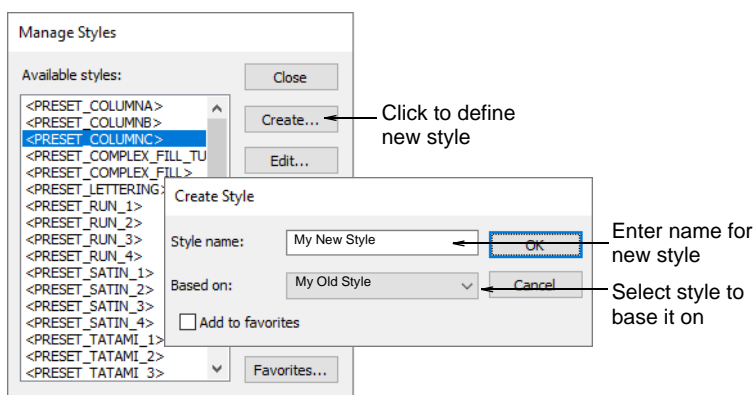 Manage Styles
Available styles:
Close
<PRESET_COLUMNA>
<PRESET_COLUMNB>
<PRESET_COLUMNC>
<PRESET_COMPLEX_FILL_TU
<PRESET_COMPLEX_FILL>
<PRESET_LETTERING>
<PRESET_RUN_1>
<PRESET_RUN_2>
<PRESET_RUN_3>
<PRESET_RUN_4>
<PRESET_SATIN_1>
<PRESET_SATIN_2>
<PRESET_SATIN_3>
<PRESET_SATIN_4>
<PRESET_TATAMI_1>
<PRESET_TATAMI_2>
<PRESET_TATAMI_3>
Create...
Edit...
Favorites...
Click to define
new style
Create Style
Style name:
My New Style
OK
Based on:
My Old Style
Cancel
Add to favorites
Enter name for
new style
Select style to
base it on